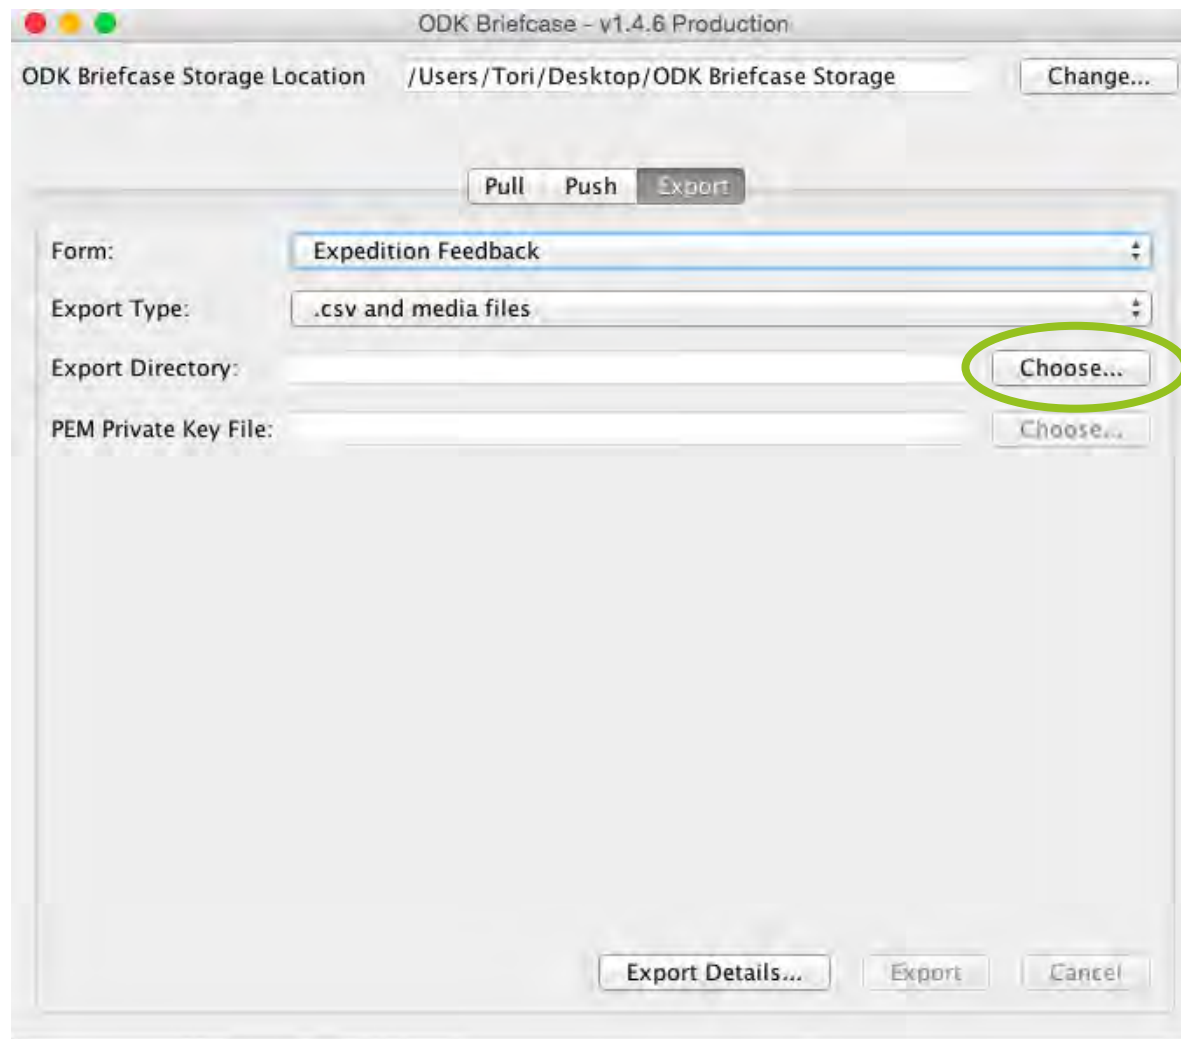 ODK Briefcase - v1.4.6 Production
ODK Briefcase Storage Location /Users/Tori/Desktop/ODK Briefcase Storage Change...
Pull Push Export
Form: Expedition Feedback
Export Type: .csv and media files
Export Directory: Choose...
PEM Private Key File: Choose...
Export Details... Export Cancel